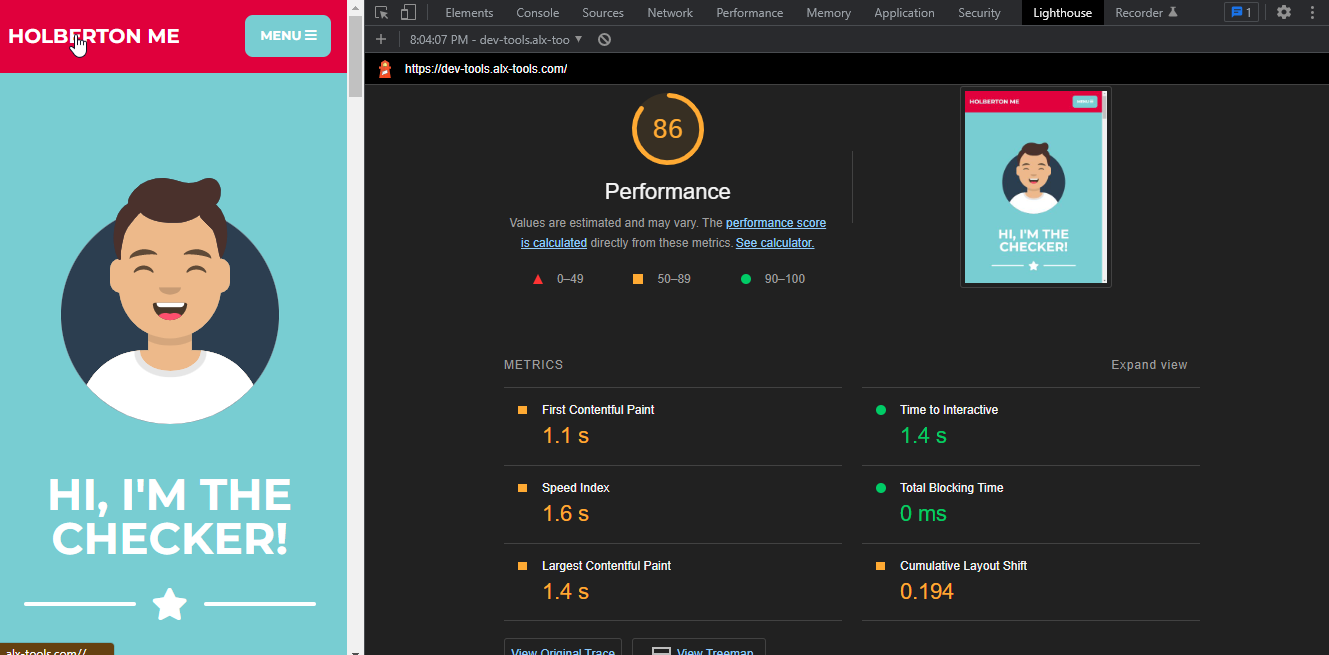 HOLBERTON ME
MENU
HI, I'M THE
CHECKER!
alx-tools.com//
Elements Console Sources Network Performance Memory Application Security Lighthouse Recorder 1
8:04:07 PM - dev-tools.alx-too
https://dev-tools.alx-tools.com/
86
Performance
Values are estimated and may vary. The performance score
is calculated directly from these metrics. See calculator.
0–49 50–89 90–100
HOLBERTON ME
MENU
HI, I'M THE
CHECKER!
METRICS
Expand view
First Contentful Paint
1.1 s
Time to Interactive
1.4 s
Speed Index
1.6 s
Total Blocking Time
0 ms
Largest Contentful Paint
1.4 s
Cumulative Layout Shift
0.194
View Original Trace
View Treemap